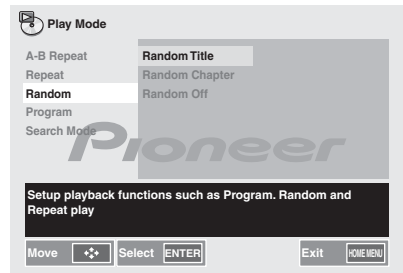 Play Mode
A-B Repeat
Random Title
Repeat
Random Chapter
Random
Random Off
Program
Search Mode
Pioneer
Setup playback functions such as Program. Random and
Repeat play
Move
Select ENTER
Exit HOME MENU